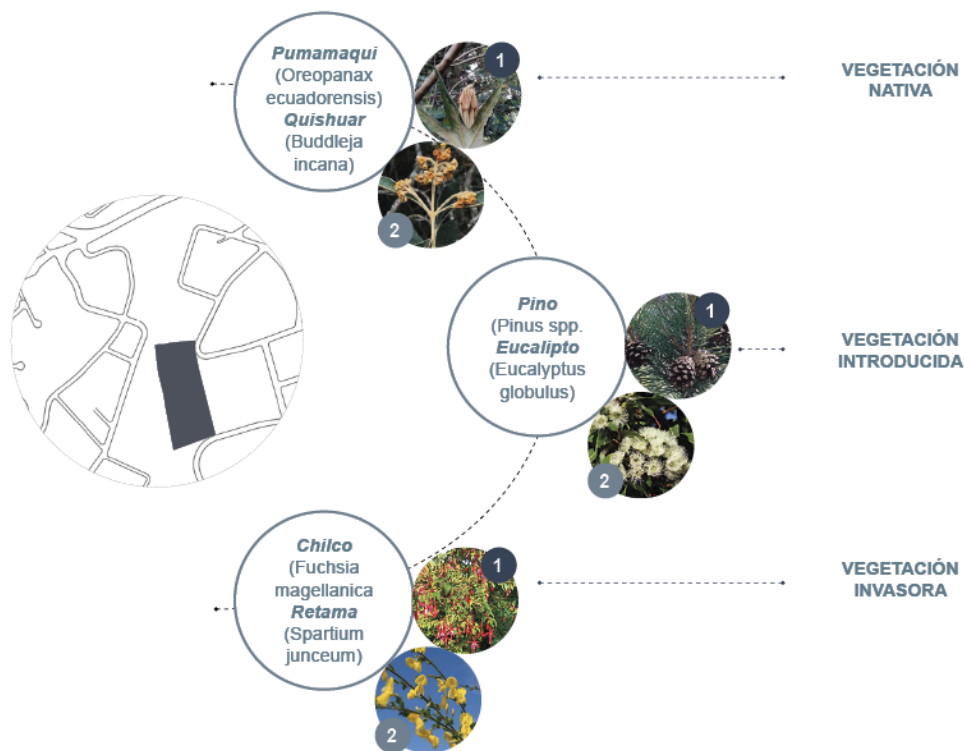 Pumamaqui
(Oreopanax
ecuadorensis)
Quishuar
(Buddleja
incana)
1
2
VEGETACIÓN
NATIVA
Pino
(Pinus spp.
Eucalipto
(Eucalyptus
globulus)
1
2
VEGETACIÓN
INTRODUCIDA
Chilco
(Fuchsia
magellanica
Retama
(Spartium
junceum)
1
2
VEGETACIÓN
INVASORA